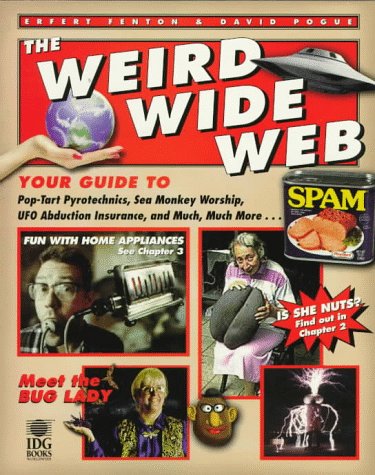 ERFERT FENTON & DAVID POGUE
THE
WEIRD
WIDE
WEB
YOUR GUIDE TO
Pop-Tart Pyrotechnics, Sea Monkey Worship,
UFO Abduction Insurance, and Much, Much More . . .
SPAM
FUN WITH HOME APPLIANCES
See Chapter 3
IS SHE NUTS?
Find out in
Chapter 2
Meet the
BUG LADY
IDG
BOOKS
WORLDWIDE